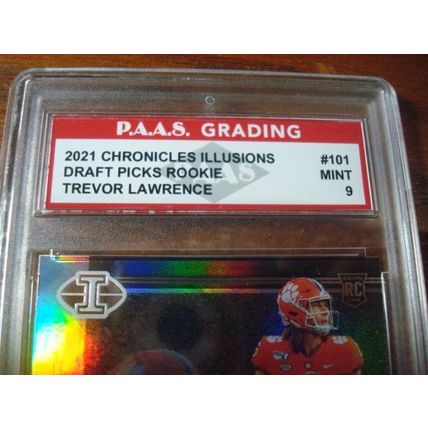 P.A.A.S. GRADING
2021 CHRONICLES ILLUSIONS #101
DRAFT PICKS ROOKIE MINT
TREVOR LAWRENCE 9
I
RC